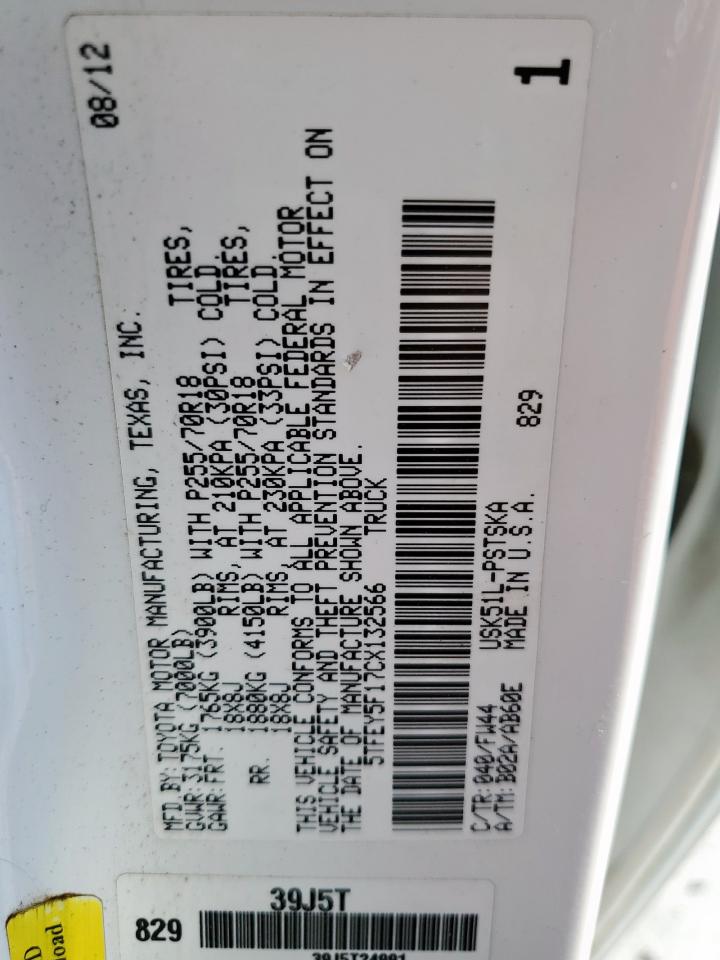 MFD BY: TOYOTA MOTOR MANUFACTURING, TEXAS, INC. 08/12
GVWR: 3175KG (7000LB)
GAWR: FRT. 1765KG (3900LB) WITH P255/70R18 TIRES,
18X8J RIMS, AT 210KPA (30PSI) COLD.
RR. 1880KG (4150LB) WITH P255/70R18 TIRES,
18X8J RIMS, AT 230KPA (33PSI) COLD.
THIS VEHICLE CONFORMS TO ALL APPLICABLE FEDERAL MOTOR
VEHICLE SAFETY AND THEFT PREVENTION STANDARDS IN EFFECT ON
THE DATE OF MANUFACTURE SHOWN ABOVE.
5TFEY5F17CX132566 TRUCK
C/TR: 040/FW44 USK51L-PSTSKA 829
A/TM: B02A/AB60E MADE IN U.S.A. 1
39J5T
829